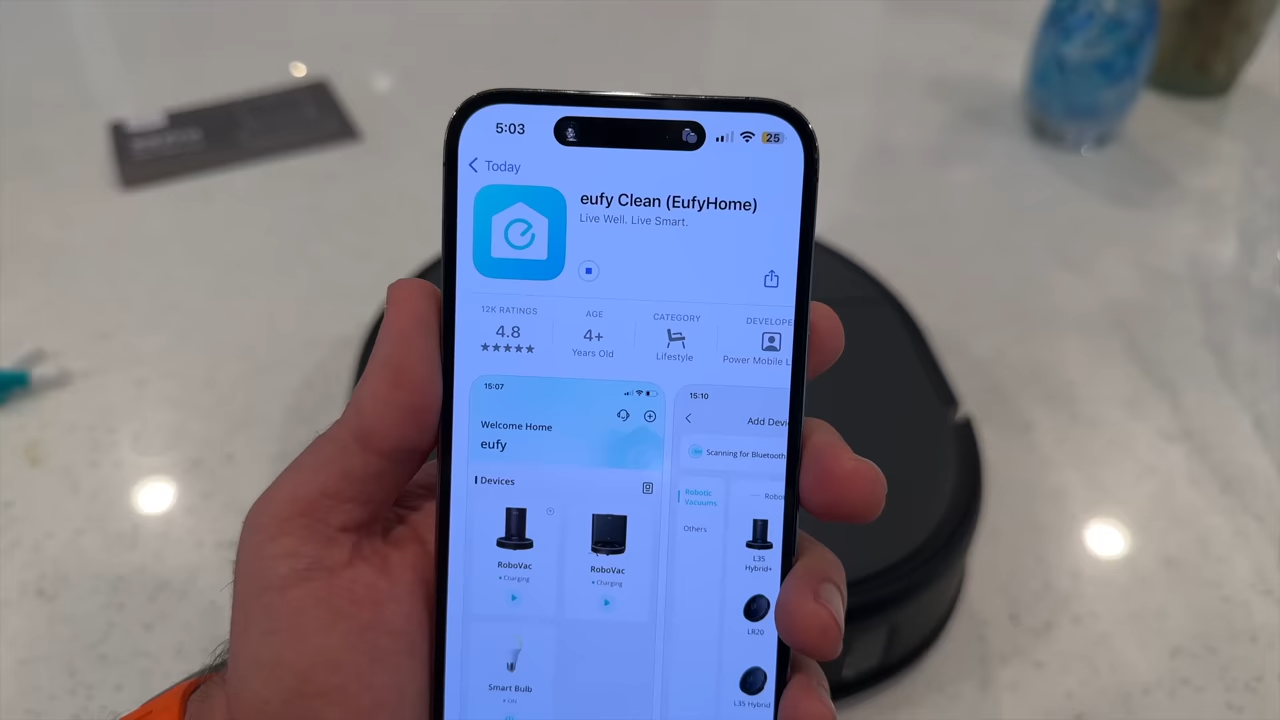 5:03
25
Today
eufy Clean (EufyHome)
Live Well. Live Smart.
12K RATINGS
4.8
AGE
4+
Years Old
CATEGORY
Lifestyle
DEVELOPE
Power Mobile L
15:07
Welcome Home
eufy
Devices
RoboVac
• Charging
RoboVac
• Charging
Smart Bulb
• ON
15:10
Add Devi
Scanning for Bluetooth
Robotic
Vacuums
Others
Robo
L35
Hybrid+
LR20
L35 Hybrid